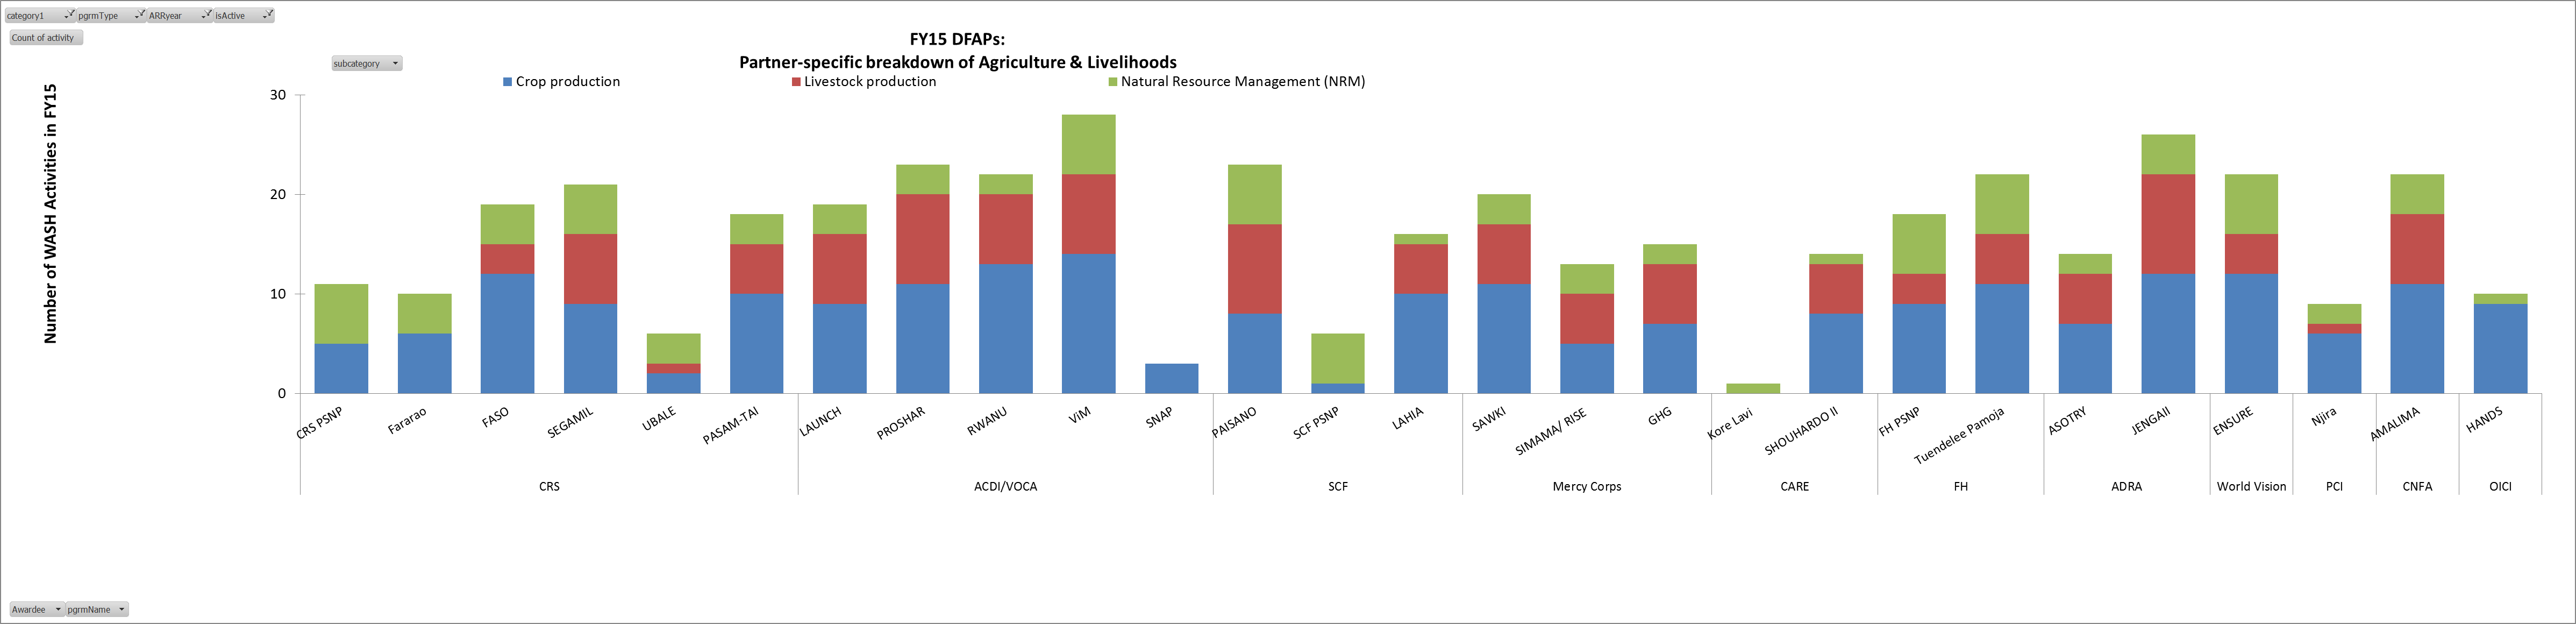 category1 pgrmType ARRyear isActive
Count of activity
FY15 DFAPs:
Partner-specific breakdown of Agriculture & Livelihoods
subcategory
Crop production Livestock production Natural Resource Management (NRM)
Number of WASH Activities in FY15
30
20
10
0
CRS PSNP Fararao FASO SEGAMIL UBALE PASAM-TAI LAUNCH PROSHAR RWANU ViM SNAP PAISANO SCF PSNP LAHIA SAWKI SIMAMA/ RISE GHG Kore Lavi SHOUHARDO II FH PSNP Tuendelee Pamoja ASOTRY JENGAII ENSURE Njira AMALIMA HANDS
CRS ACDI/VOCA SCF Mercy Corps CARE FH ADRA World Vision PCI CNFA OICI
Awardee pgrmName